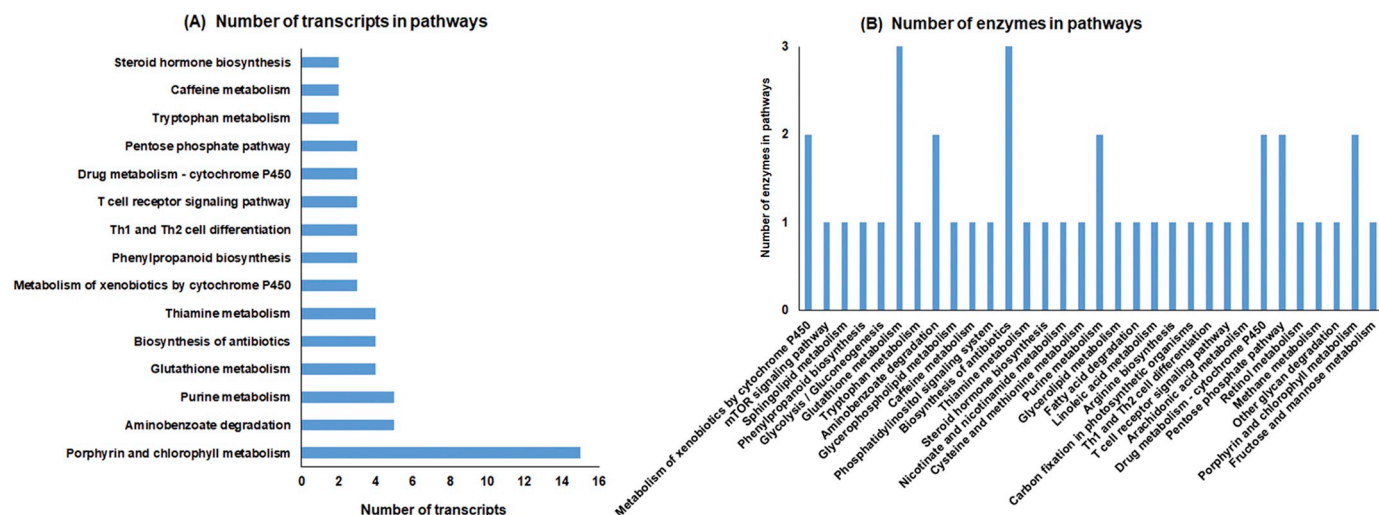 (A) Number of transcripts in pathways
Steroid hormone biosynthesis
Caffeine metabolism
Tryptophan metabolism
Pentose phosphate pathway
Drug metabolism - cytochrome P450
T cell receptor signaling pathway
Th1 and Th2 cell differentiation
Phenylpropanoid biosynthesis
Metabolism of xenobiotics by cytochrome P450
Thiamine metabolism
Biosynthesis of antibiotics
Glutathione metabolism
Purine metabolism
Aminobenzoate degradation
Porphyrin and chlorophyll metabolism
0 2 4 6 8 10 12 14 16
Number of transcripts
(B) Number of enzymes in pathways
Number of enzymes in pathways
3
2
1
0
Metabolism of xenobiotics by cytochrome P450
mTOR signaling pathway
Sphingolipid metabolism
Phenylpropanoid biosynthesis
Glycolysis / Gluconeogenesis
Glutathione metabolism
Tryptophan metabolism
Aminobenzoate degradation
Glycerophospholipid metabolism
Caffeine metabolism
Phosphatidylinositol signaling system
Biosynthesis of antibiotics
Thiamine metabolism
Steroid hormone biosynthesis
Nicotinate and nicotinamide metabolism
Cysteine and methionine metabolism
Purine metabolism
Glycerolipid metabolism
Fatty acid degradation
Linoleic acid metabolism
Arginine biosynthesis
Carbon fixation in photosynthetic organisms
Th1 and Th2 cell differentiation
T cell receptor signaling pathway
Arachidonic acid metabolism
Drug metabolism - cytochrome P450
Pentose phosphate pathway
Retinol metabolism
Methane metabolism
Other glycan degradation
Porphyrin and chlorophyll metabolism
Fructose and mannose metabolism